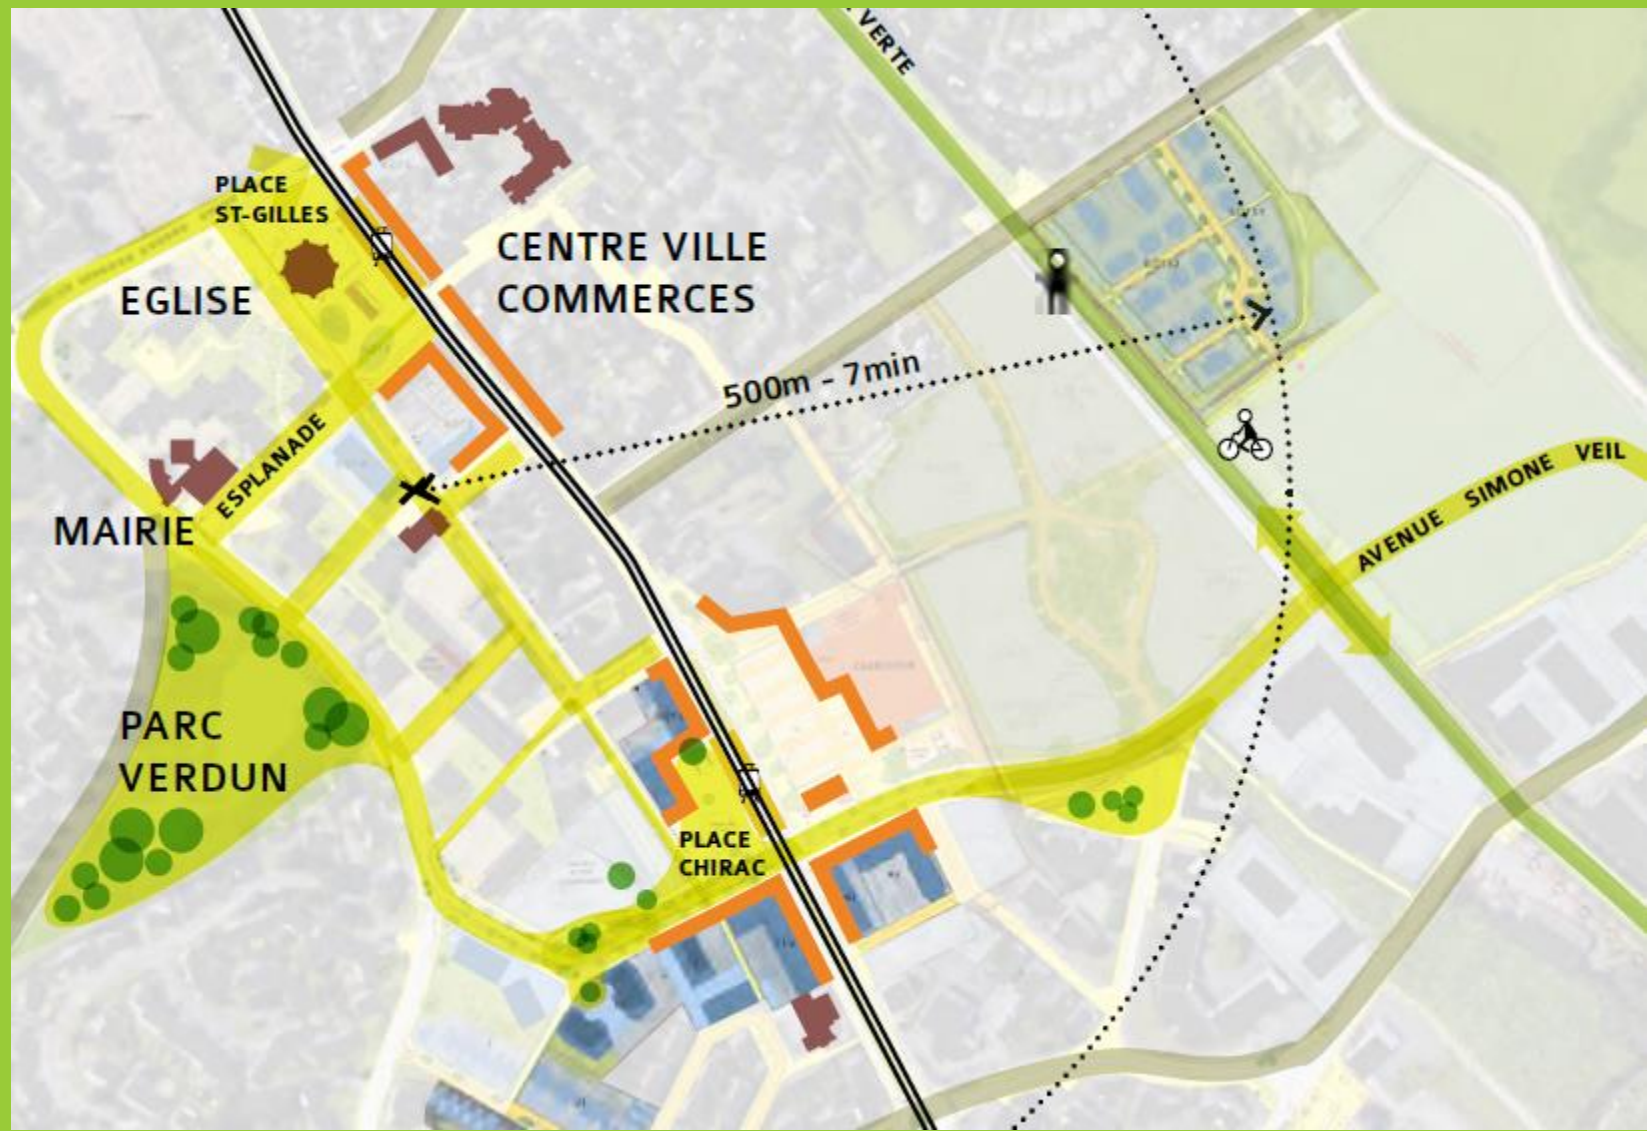 VERTE
PLACE
ST-GILLES
EGLISE
CENTRE VILLE
COMMERCES
500m - 7min
ESPLANADE
MAIRIE
AVENUE SIMONE VEIL
PARC
VERDUN
PLACE
CHIRAC